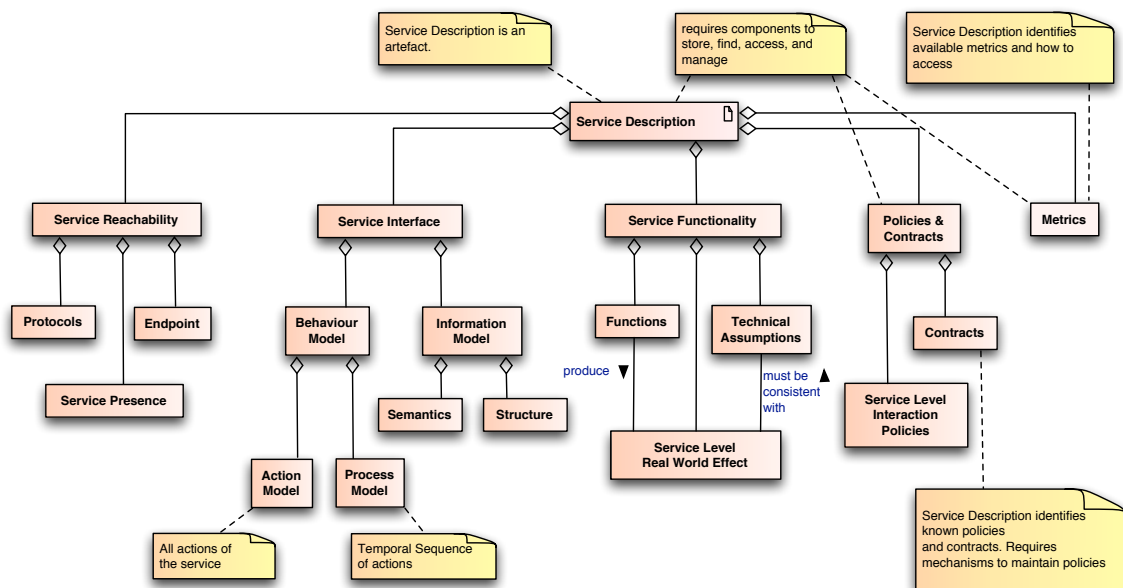 Service Description is an
artefact.
requires components to
store, find, access, and
manage
Service Description identifies
available metrics and how to
access
Service Description
Service Reachability
Service Interface
Service Functionality
Policies &
Contracts
Metrics
Protocols
Endpoint
Behaviour
Model
Information
Model
Functions
Technical
Assumptions
Contracts
produce
must be
consistent
with
Service Presence
Semantics
Structure
Service Level
Interaction
Policies
Service Level
Real World Effect
Action
Model
Process
Model
All actions of
the service
Temporal Sequence
of actions
Service Description identifies
known policies
and contracts. Requires
mechanisms to maintain policies